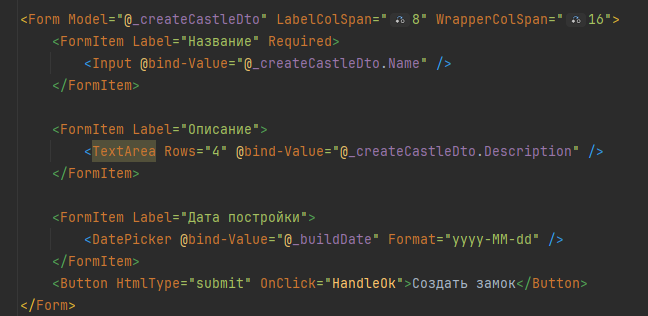 <Form Model="@_createCastleDto" LabelColSpan="8" WrapperColSpan="16">
<FormItem Label="Название" Required>
<Input @bind-Value="@_createCastleDto.Name" />
</FormItem>
<FormItem Label="Описание">
<TextArea Rows="4" @bind-Value="@_createCastleDto.Description" />
</FormItem>
<FormItem Label="Дата постройки">
<DatePicker @bind-Value="@_buildDate" Format="yyyy-MM-dd" />
</FormItem>
<Button HtmlType="submit" OnClick="HandleOk">Создать замок</Button>
</Form>